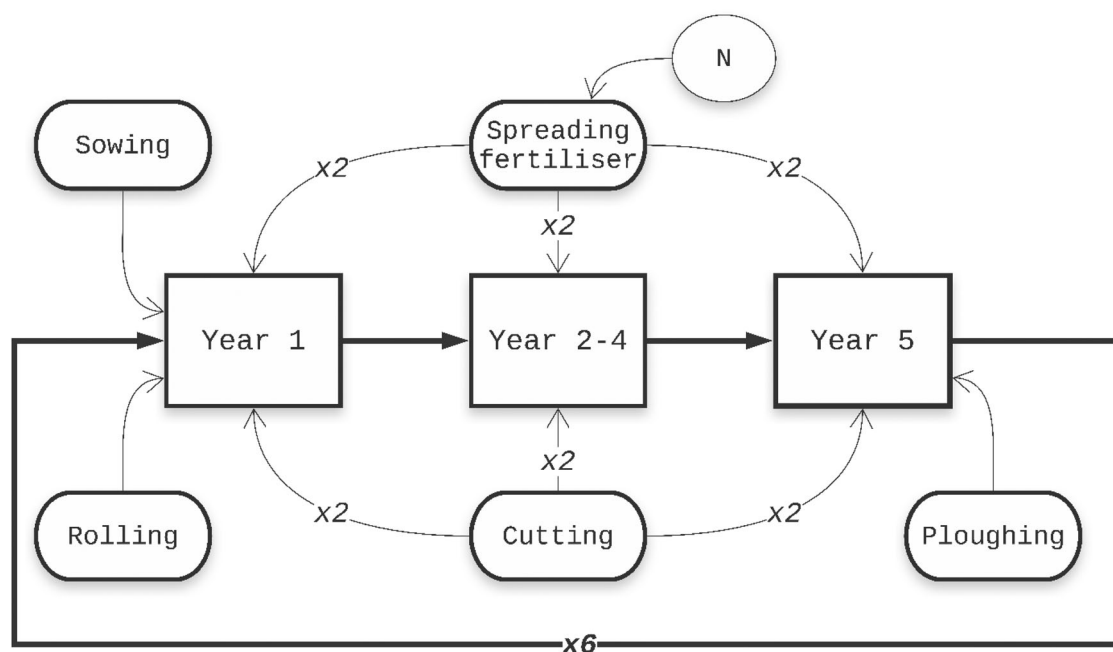 N
Sowing
Spreading
fertiliser
x2
x2
x2
Year 1
Year 2-4
Year 5
x2
x2
x2
Rolling
Cutting
Ploughing
x6